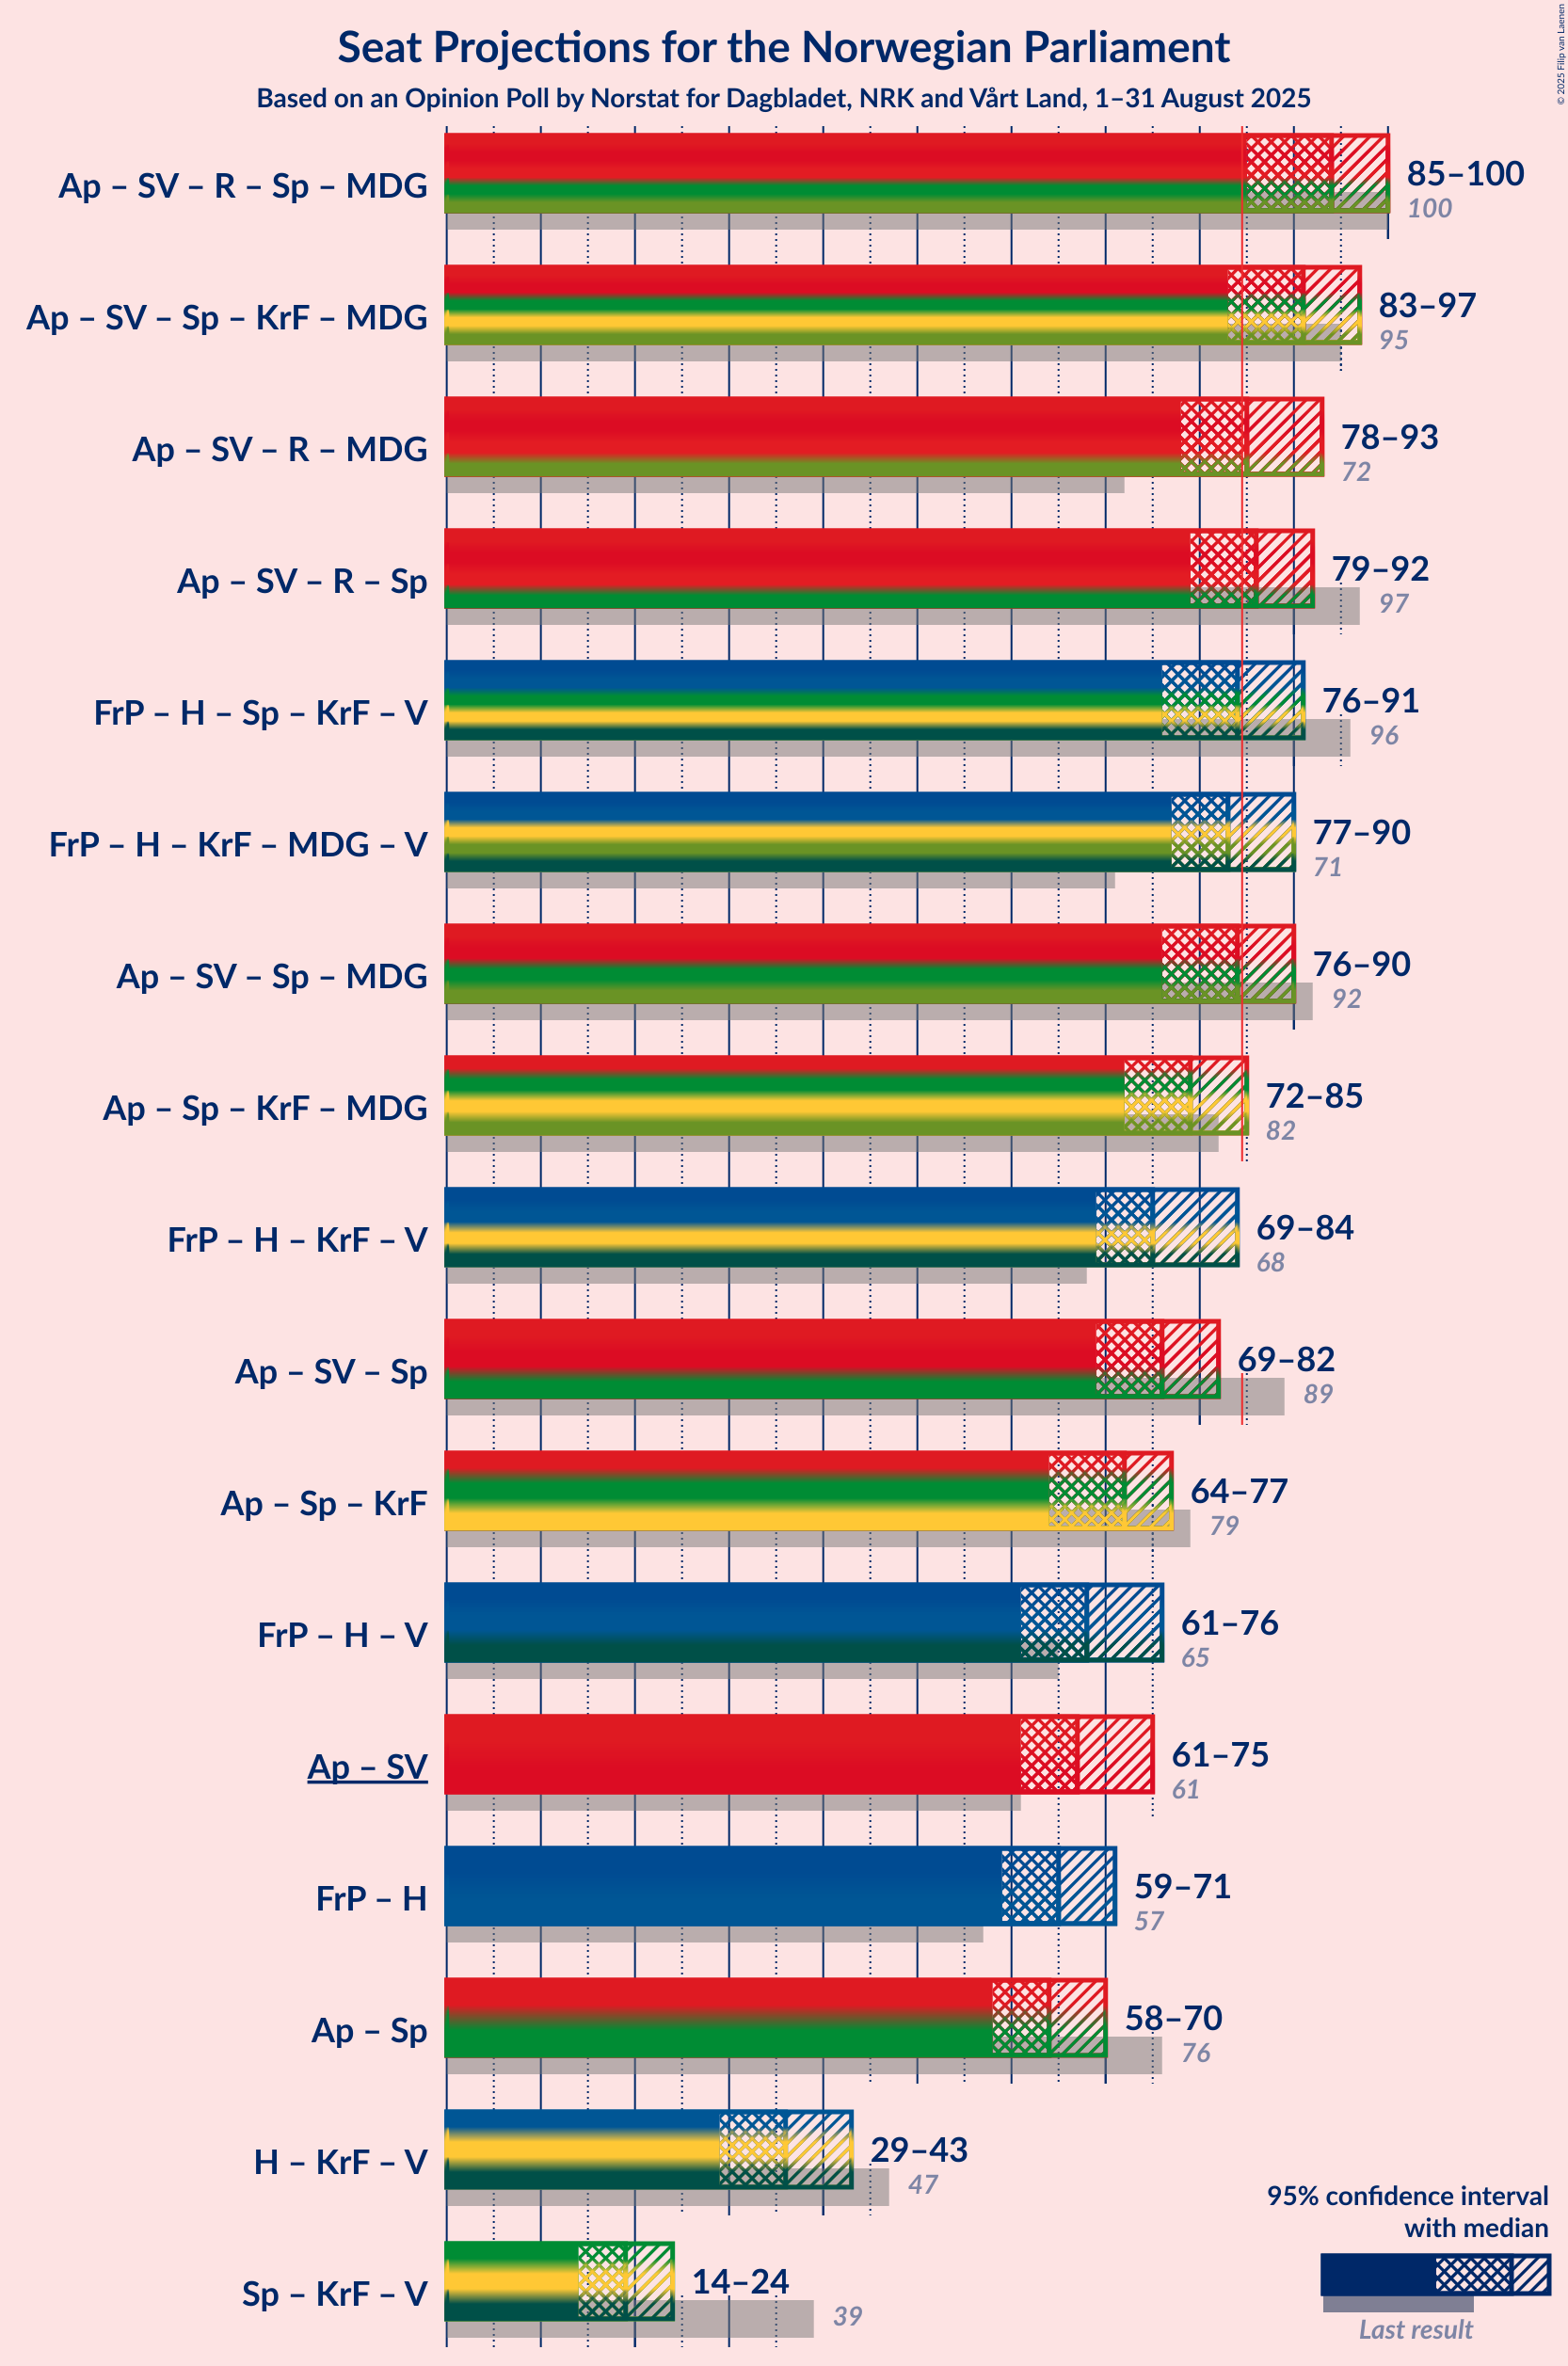 © 2025 Filip van Laenen
Seat Projections for the Norwegian Parliament
Based on an Opinion Poll by Norstat for Dagbladet, NRK and Vårt Land, 1–31 August 2025
Ap – SV – R – Sp – MDG
85–100
100
Ap – SV – Sp – KrF – MDG
83–97
95
Ap – SV – R – MDG
78–93
72
Ap – SV – R – Sp
79–92
97
FrP – H – Sp – KrF – V
76–91
96
FrP – H – KrF – MDG – V
77–90
71
Ap – SV – Sp – MDG
76–90
92
Ap – Sp – KrF – MDG
72–85
82
FrP – H – KrF – V
69–84
68
Ap – SV – Sp
69–82
89
Ap – Sp – KrF
64–77
79
FrP – H – V
61–76
65
Ap – SV
61–75
61
FrP – H
59–71
57
Ap – Sp
58–70
76
H – KrF – V
29–43
47
Sp – KrF – V
14–24
39
95% confidence interval
with median
Last result